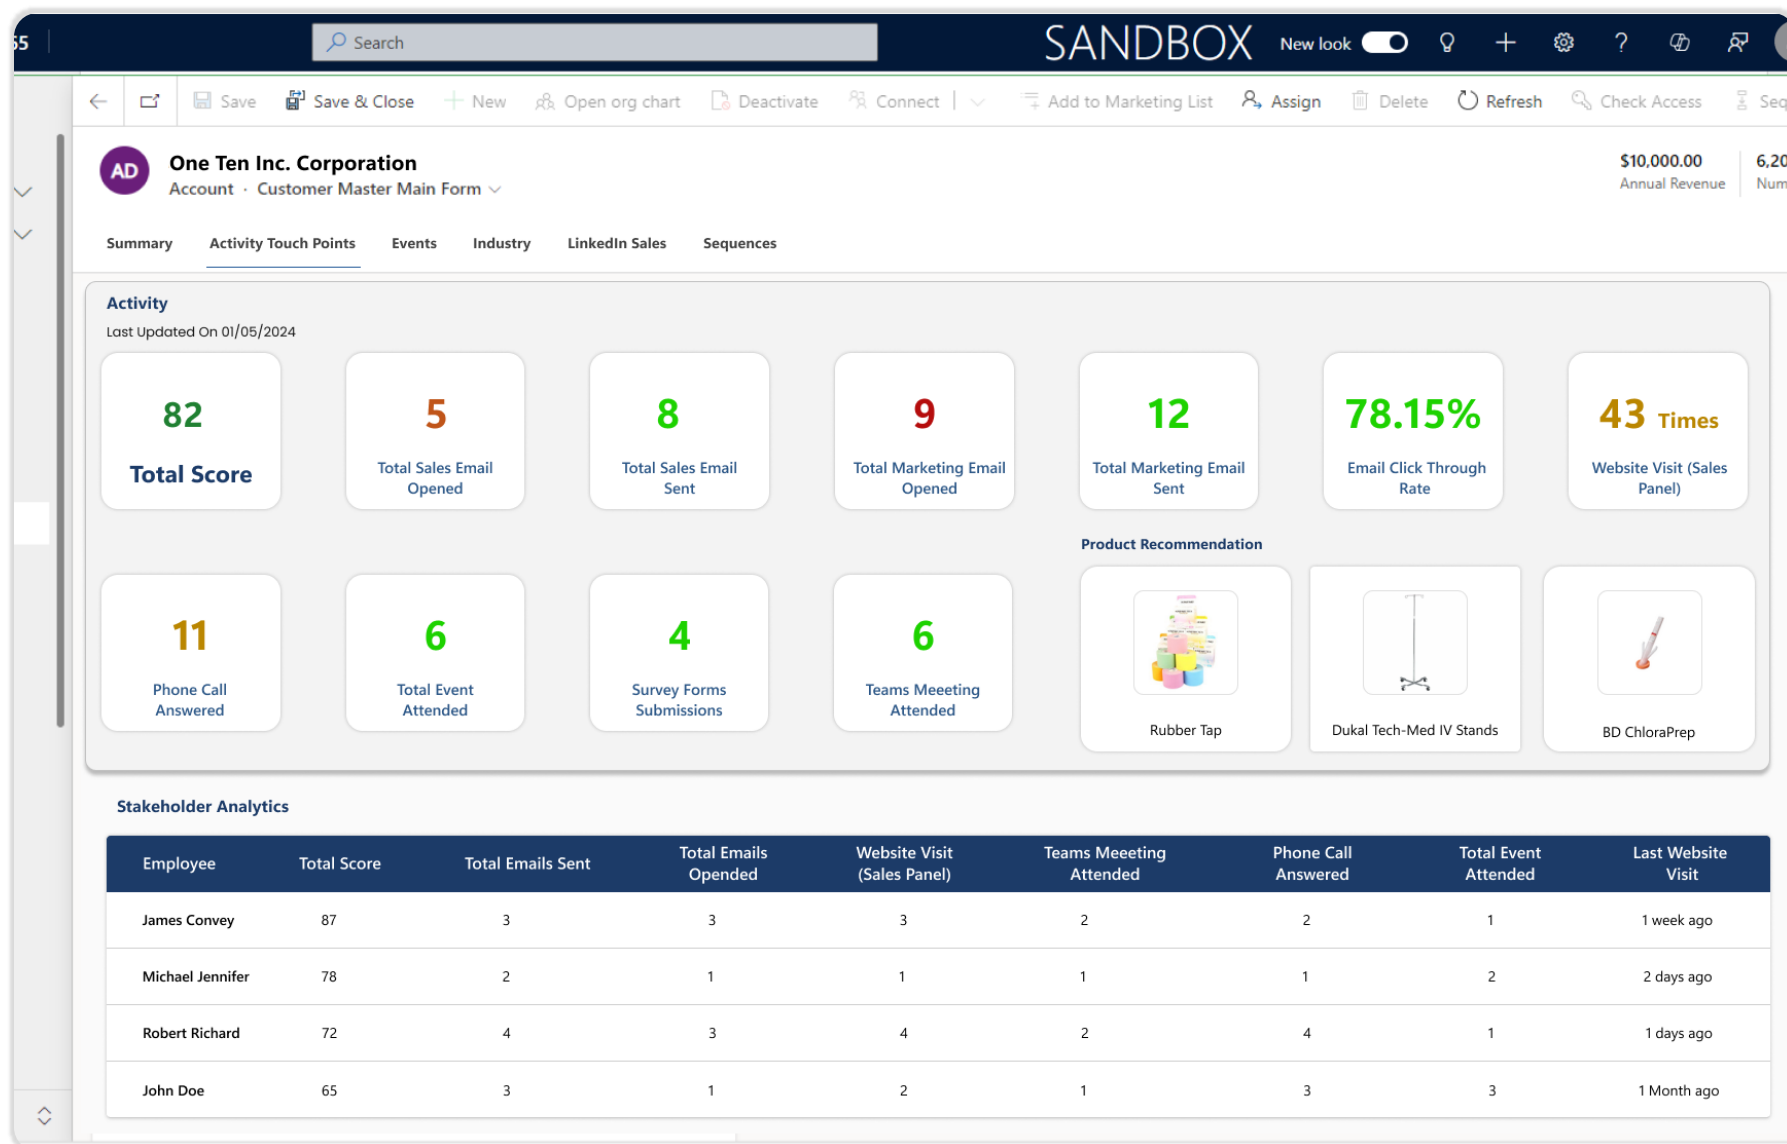 Search
SANDBOX
New look
Save
Save & Close
New
Open org chart
Deactivate
Connect
Add to Marketing List
Assign
Delete
Refresh
Check Access
AD
One Ten Inc. Corporation
Account · Customer Master Main Form
$10,000.00
Annual Revenue
Summary
Activity Touch Points
Events
Industry
LinkedIn Sales
Sequences
Activity
Last Updated On 01/05/2024
82
Total Score
5
Total Sales Email
Opened
8
Total Sales Email
Sent
9
Total Marketing Email
Opened
12
Total Marketing Email
Sent
78.15%
Email Click Through
Rate
43 Times
Website Visit (Sales
Panel)
11
Phone Call
Answered
6
Total Event
Attended
4
Survey Forms
Submissions
6
Teams Meeeting
Attended
Product Recommendation
Rubber Tap
Dukal Tech-Med IV Stands
BD ChloraPrep
Stakeholder Analytics
Employee
Total Score
Total Emails Sent
Total Emails
Opended
Website Visit
(Sales Panel)
Teams Meeeting
Attended
Phone Call
Answered
Total Event
Attended
Last Website
Visit
James Convey 87 3 3 3 2 2 1 1 week ago
Michael Jennifer 78 2 1 1 1 1 2 2 days ago
Robert Richard 72 4 3 4 2 4 1 1 days ago
John Doe 65 3 1 2 1 3 3 1 Month ago